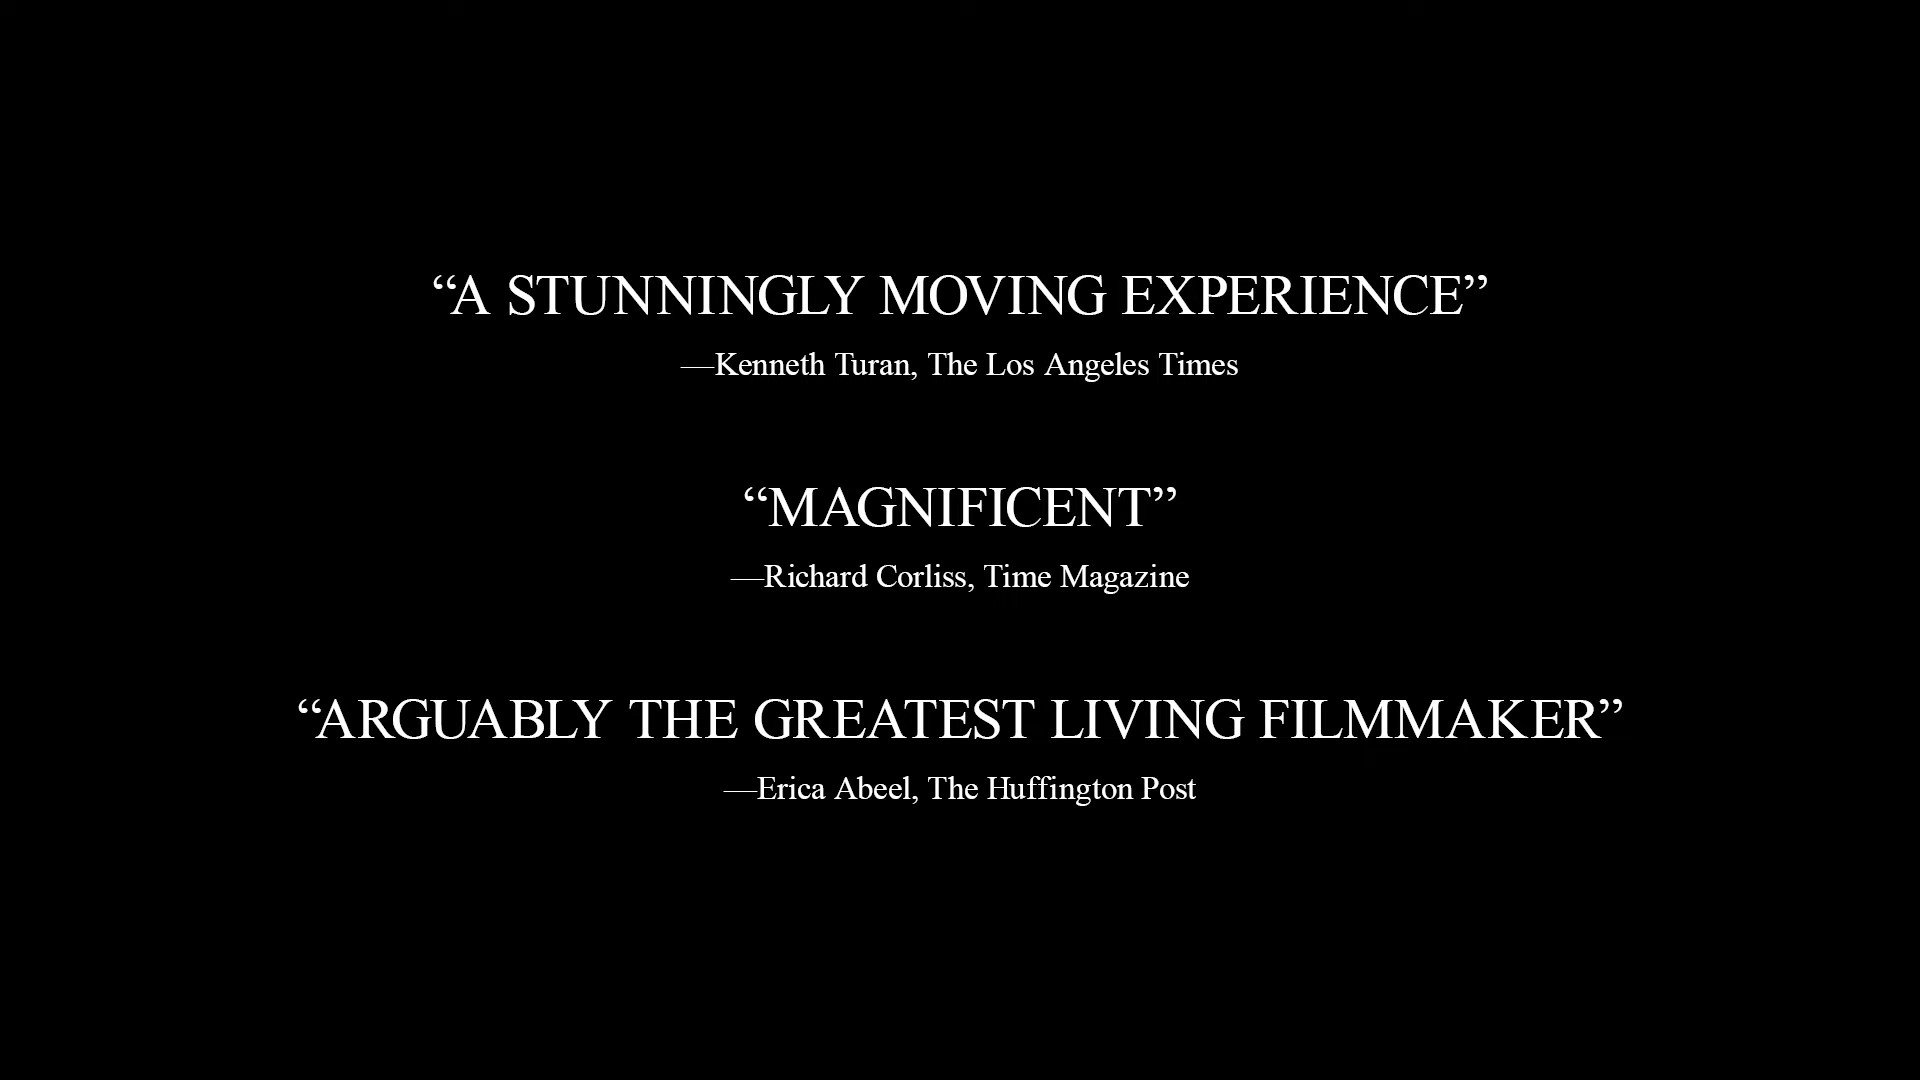 “A STUNNINGLY MOVING EXPERIENCE”
—Kenneth Turan, The Los Angeles Times
“MAGNIFICENT”
—Richard Corliss, Time Magazine
“ARGUABLY THE GREATEST LIVING FILMMAKER”
—Erica Abeel, The Huffington Post